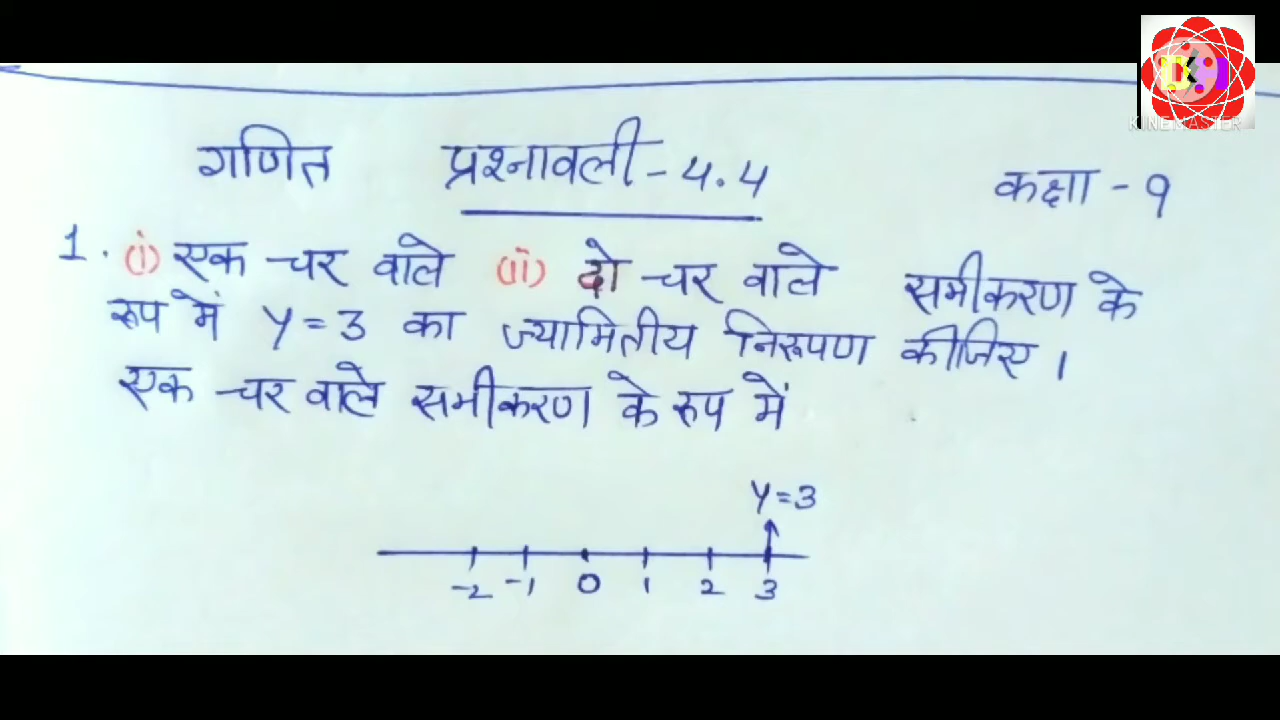 गणित प्रश्नावली - 4.4 कक्षा - 9
1. (i) एक चर वाले (ii) दो चर वाले समीकरण के
रूप में y = 3 का ज्यामितीय निरूपण कीजिए।
एक चर वाले समीकरण के रूप में
y = 3
-2 -1 0 1 2 3
KINEMASTER